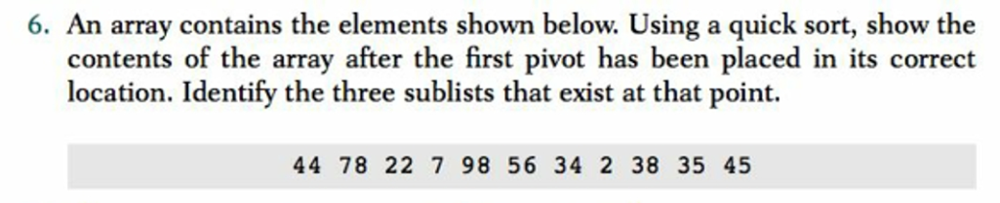 6. An array contains the elements shown below. Using a quick sort, show the
contents of the array after the first pivot has been placed in its correct
location. Identify the three sublists that exist at that point.
44 78 22 7 98 56 34 2 38 35 45